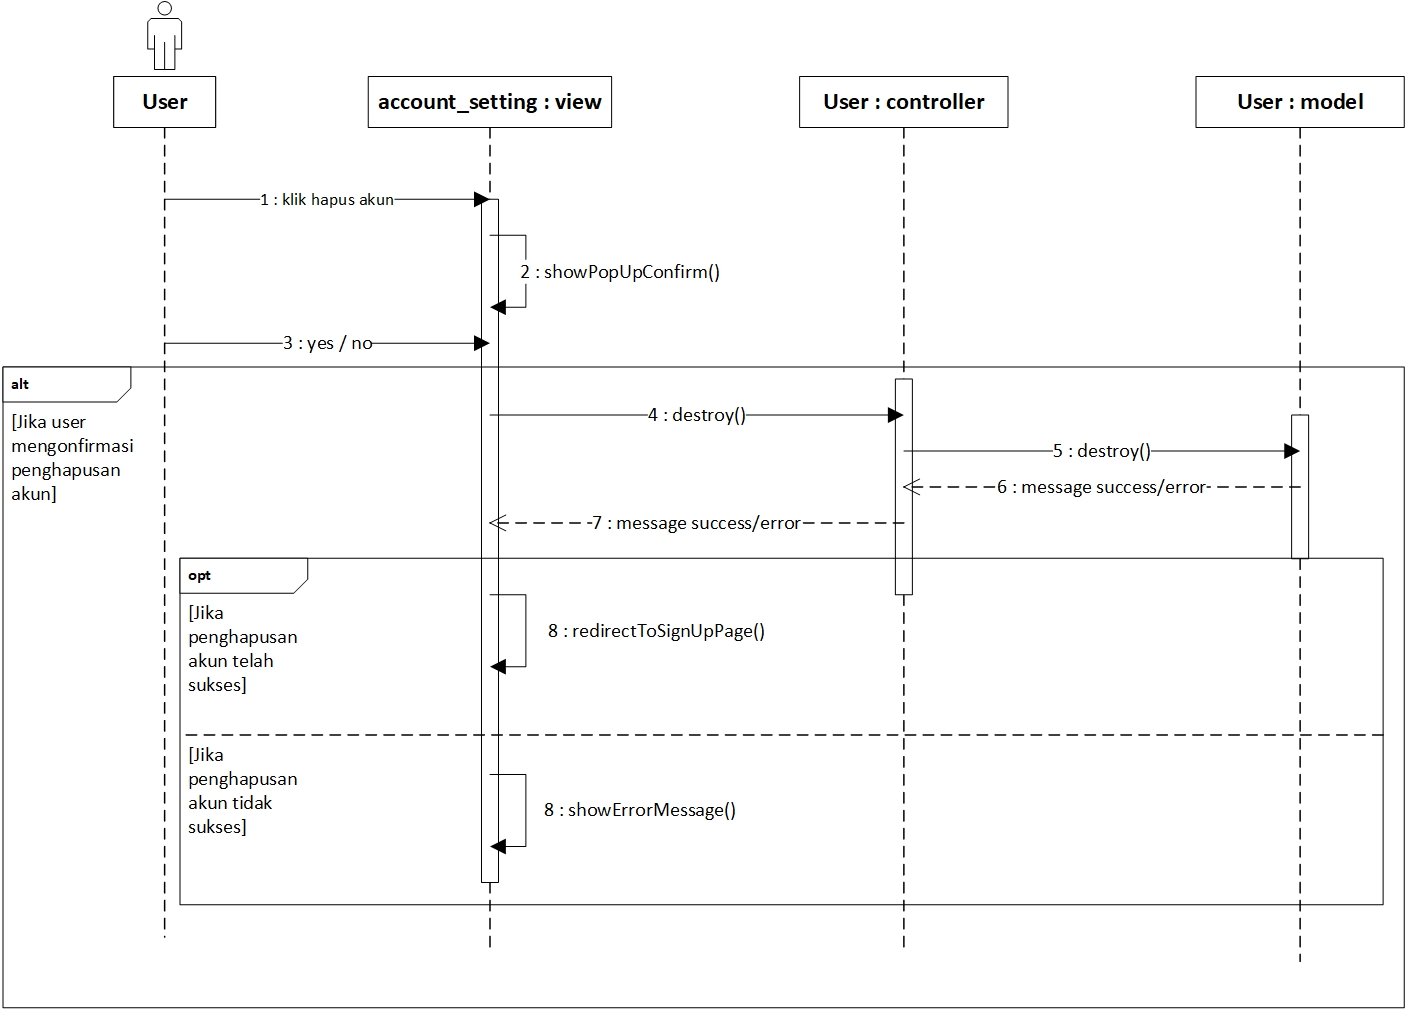 User
account_setting : view
User : controller
User : model
1 : klik hapus akun
2 : showPopUpConfirm()
3 : yes / no
alt
[Jika user
mengonfirmasi
penghapusan
akun]
4 : destroy()
5 : destroy()
6 : message success/error
7 : message success/error
opt
[Jika
penghapusan
akun telah
sukses]
8 : redirectToSignUpPage()
[Jika
penghapusan
akun tidak
sukses]
8 : showErrorMessage()